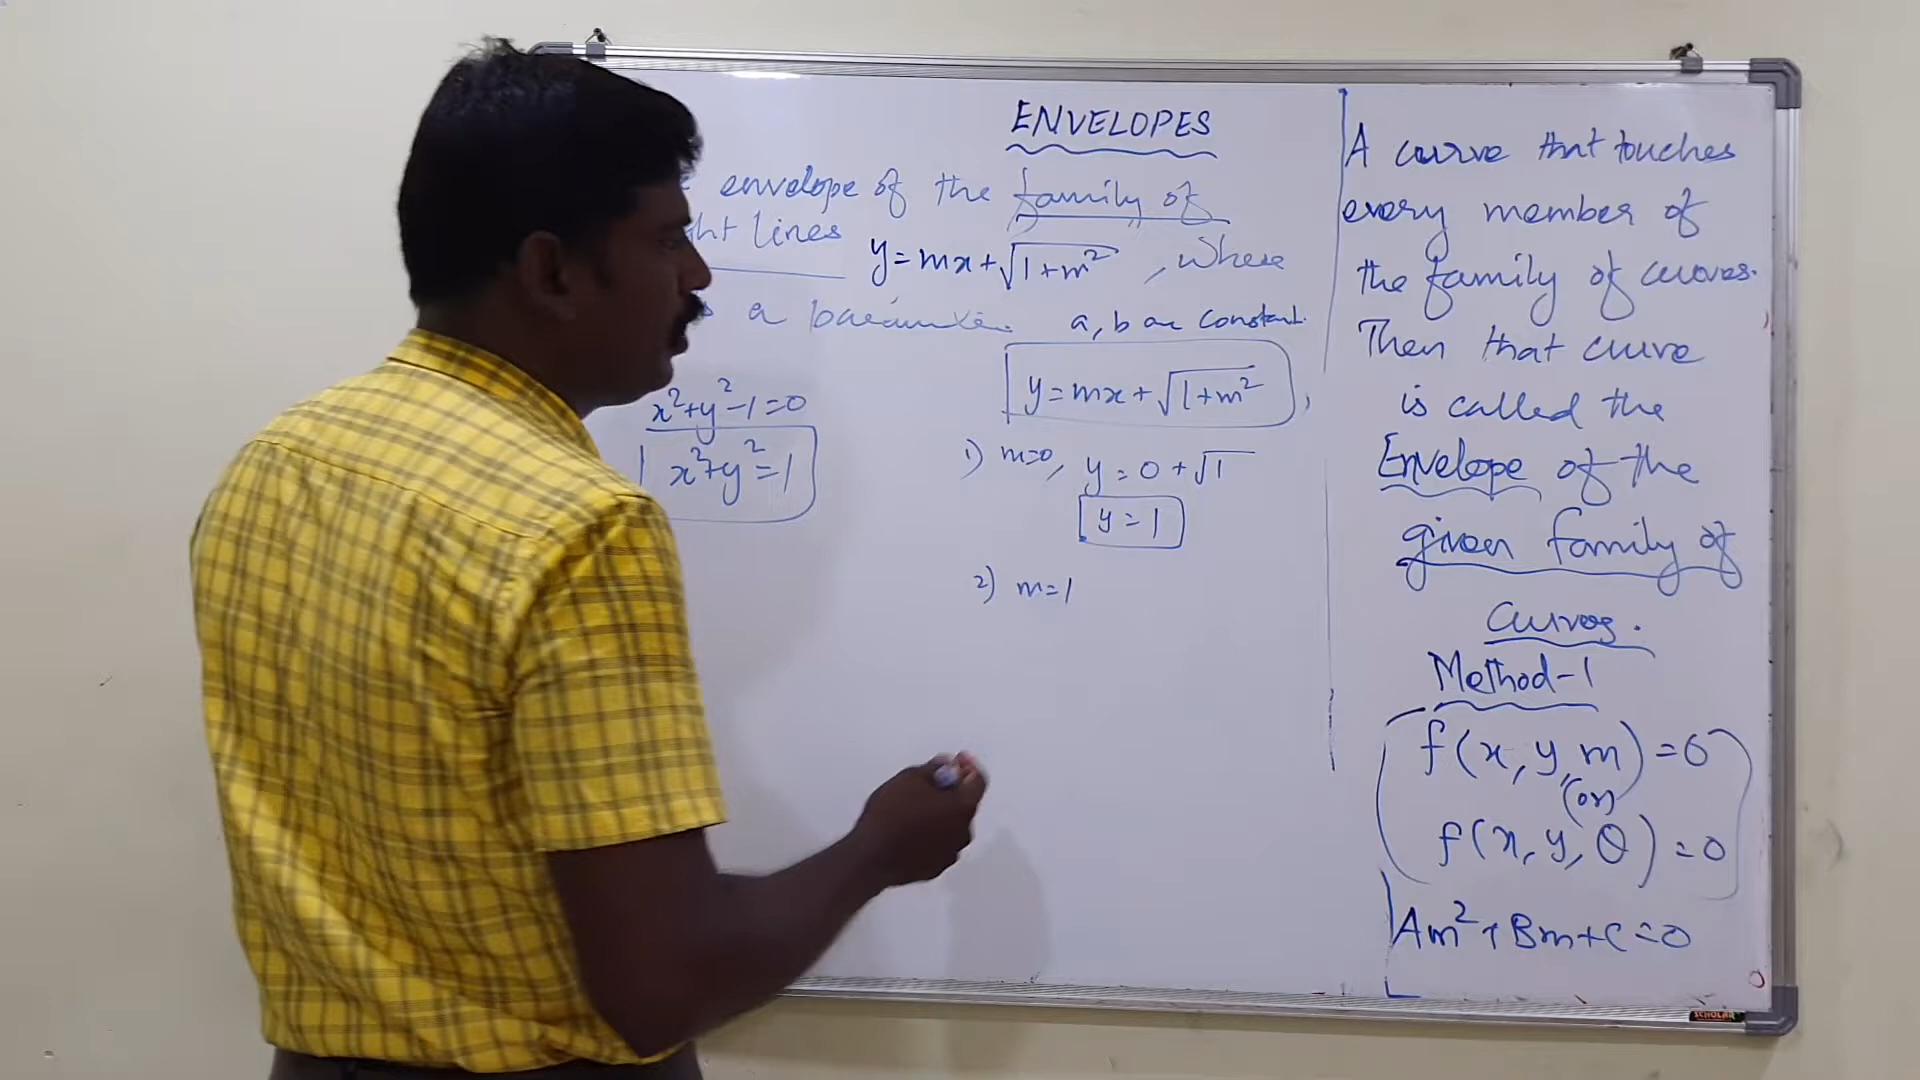 ENVELOPES
envelope of the family of
lines y=mx+√1+m² , where
a a, b are constant.
x²+y²-1=0
x²+y²=1
y=mx+√1+m² ,
1) m=0, y=0+√1
y=1
2) m=1
A curve that touches
every member of
the family of curves.
Then that curve
is called the
Envelope of the
given family of
Curves.
Method-1
f(x, y, m)=0
(or)
f(x, y, θ)=0
Am²+Bm+C=0
SCHOLAR